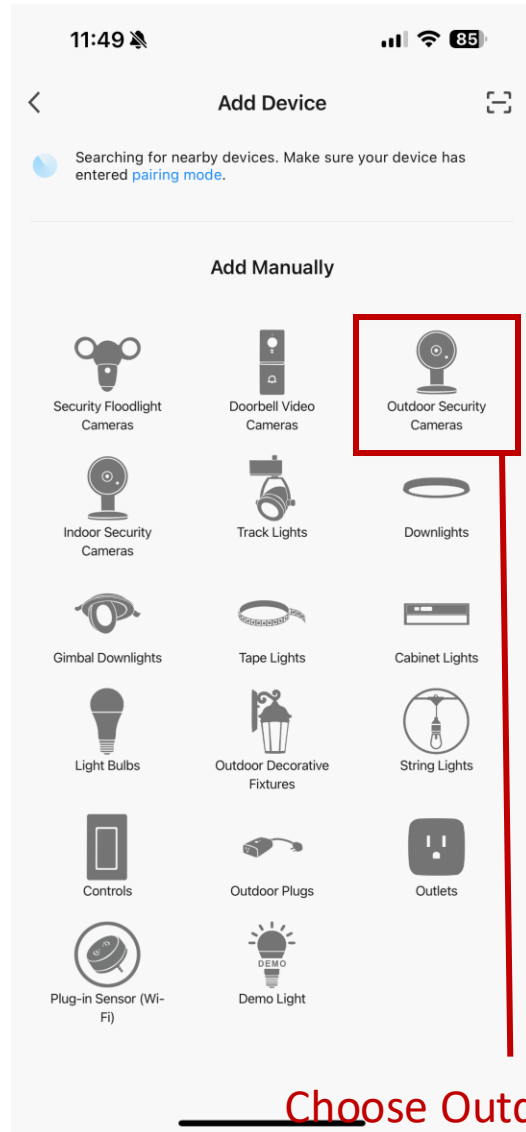 11:49
85
Add Device
Searching for nearby devices. Make sure your device has
entered pairing mode.
Add Manually
Security Floodlight
Cameras
Doorbell Video
Cameras
Outdoor Security
Cameras
Indoor Security
Cameras
Track Lights
Downlights
Gimbal Downlights
Tape Lights
Cabinet Lights
Light Bulbs
Outdoor Decorative
Fixtures
String Lights
Controls
Outdoor Plugs
Outlets
Plug-in Sensor (Wi-
Fi)
DEMO
Demo Light
Choose